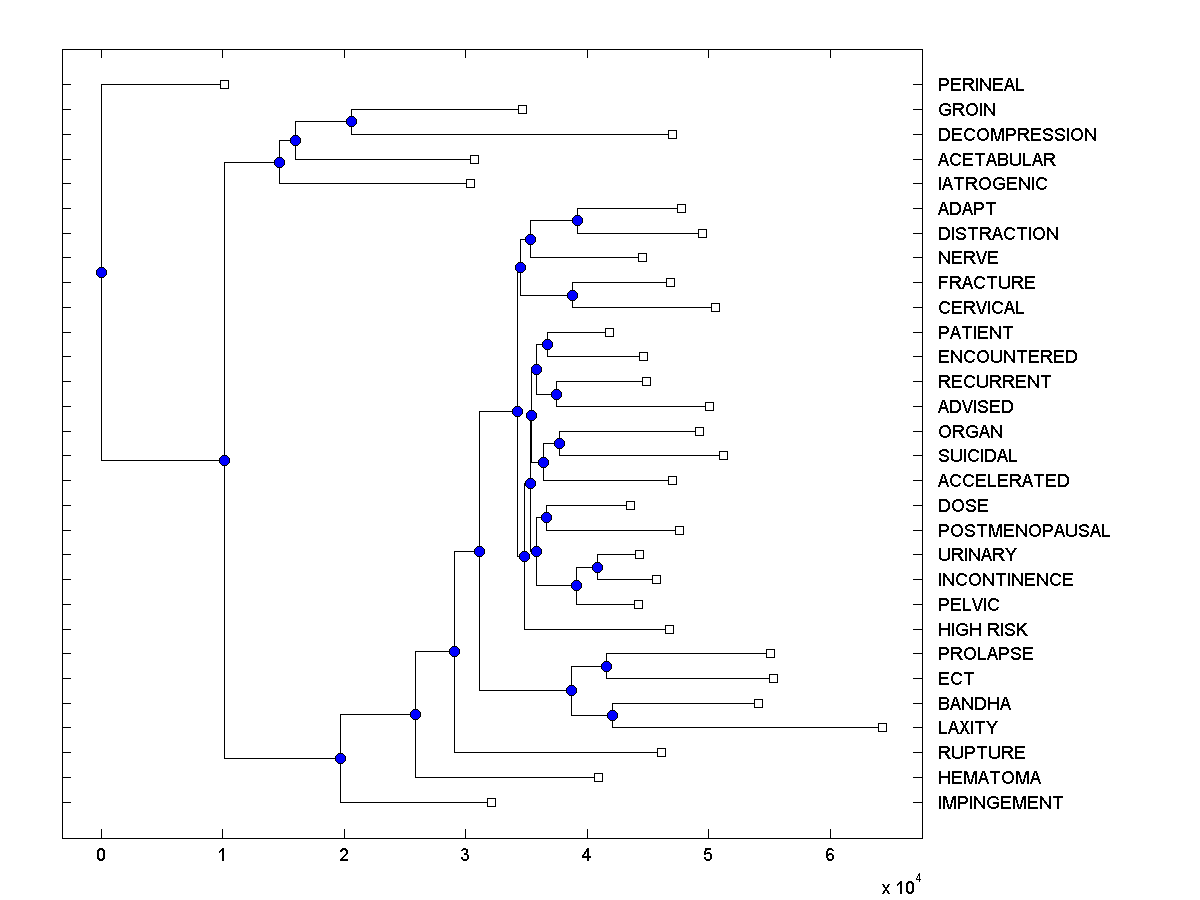 PERINEAL
GROIN
DECOMPRESSION
ACETABULAR
IATROGENIC
ADAPT
DISTRACTION
NERVE
FRACTURE
CERVICAL
PATIENT
ENCOUNTERED
RECURRENT
ADVISED
ORGAN
SUICIDAL
ACCELERATED
DOSE
POSTMENOPAUSAL
URINARY
INCONTINENCE
PELVIC
HIGH RISK
PROLAPSE
ECT
BANDHA
LAXITY
RUPTURE
HEMATOMA
IMPINGEMENT
0 1 2 3 4 5 6
x 10^4